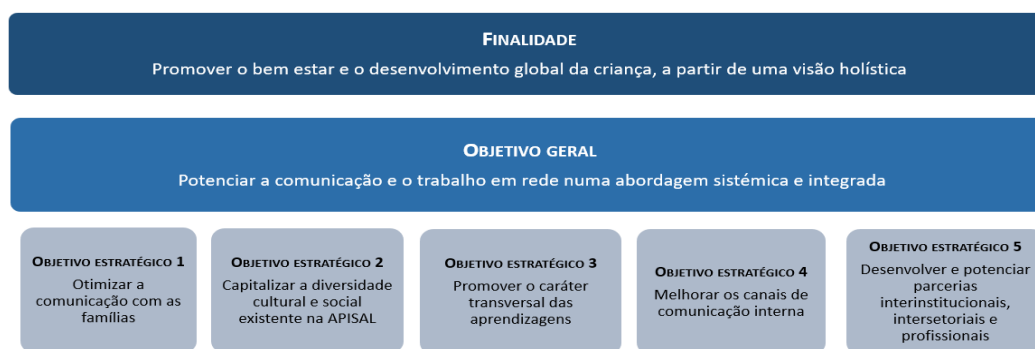 FINALIDADE
Promover o bem estar e o desenvolvimento global da criança, a partir de uma visão holística
OBJETIVO GERAL
Potenciar a comunicação e o trabalho em rede numa abordagem sistémica e integrada
OBJETIVO ESTRATÉGICO 1
Otimizar a
comunicação com as
famílias
OBJETIVO ESTRATÉGICO 2
Capitalizar a diversidade
cultural e social
existente na APISAL
OBJETIVO ESTRATÉGICO 3
Promover o caráter
transversal das
aprendizagens
OBJETIVO ESTRATÉGICO 4
Melhorar os canais de
comunicação interna
OBJETIVO ESTRATÉGICO 5
Desenvolver e potenciar
parcerias
interinstitucionais,
intersetoriais e
profissionais